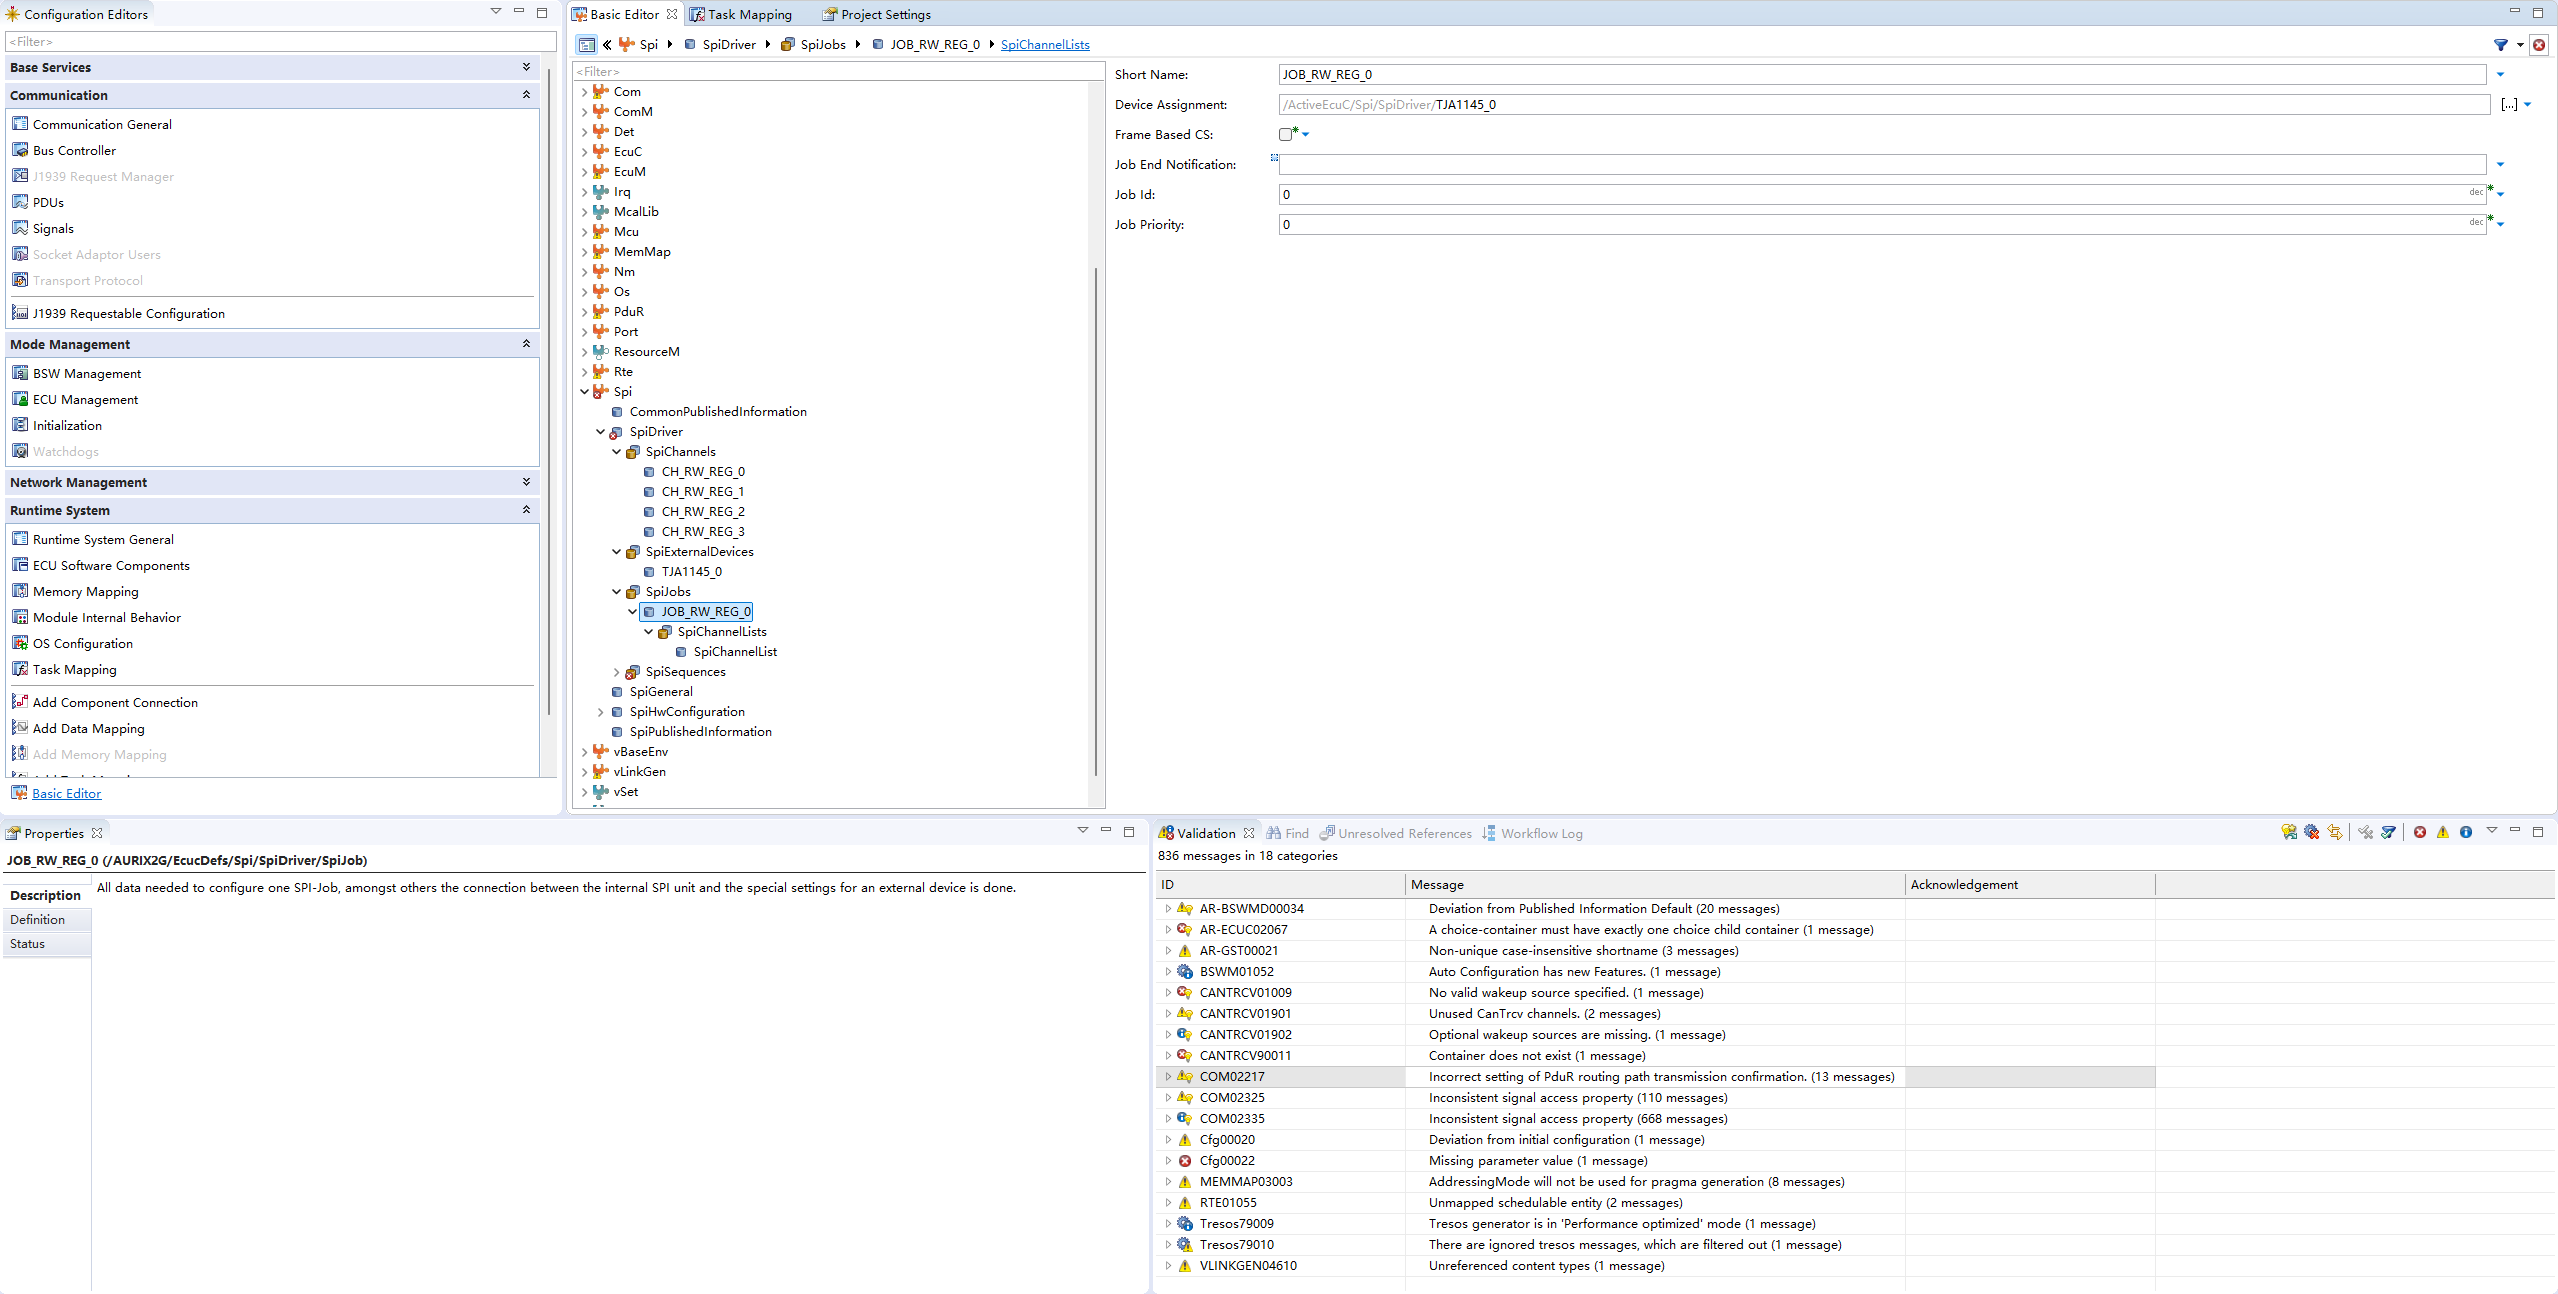 Configuration Editors
<Filter>
Base Services
Communication
Communication General
Bus Controller
J1939 Request Manager
PDUs
Signals
Socket Adaptor Users
Transport Protocol
J1939 Requestable Configuration
Mode Management
BSW Management
ECU Management
Initialization
Watchdogs
Network Management
Runtime System
Runtime System General
ECU Software Components
Memory Mapping
Module Internal Behavior
OS Configuration
Task Mapping
Add Component Connection
Add Data Mapping
Add Memory Mapping
Basic Editor
Basic Editor
Task Mapping
Project Settings
Spi SpiDriver SpiJobs JOB_RW_REG_0 SpiChannelLists
<Filter>
Com
ComM
Det
EcuC
EcuM
Irq
McalLib
Mcu
MemMap
Nm
Os
PduR
Port
ResourceM
Rte
Spi
CommonPublishedInformation
SpiDriver
SpiChannels
CH_RW_REG_0
CH_RW_REG_1
CH_RW_REG_2
CH_RW_REG_3
SpiExternalDevices
TJA1145_0
SpiJobs
JOB_RW_REG_0
SpiChannelLists
SpiChannelList
SpiSequences
SpiGeneral
SpiHwConfiguration
SpiPublishedInformation
vBaseEnv
vLinkGen
vSet
Short Name: JOB_RW_REG_0
Device Assignment: /ActiveEcuC/Spi/SpiDriver/TJA1145_0 [...]
Frame Based CS:
Job End Notification:
Job Id: 0 dec
Job Priority: 0 dec
Properties
JOB_RW_REG_0 (/AURIX2G/EcucDefs/Spi/SpiDriver/SpiJob)
Description
Definition
Status
All data needed to configure one SPI-Job, amongst others the connection between the internal SPI unit and the special settings for an external device is done.
Validation Find Unresolved References Workflow Log
836 messages in 18 categories
ID Message Acknowledgement
AR-BSWMD00034 Deviation from Published Information Default (20 messages)
AR-ECUC02067 A choice-container must have exactly one choice child container (1 message)
AR-GST00021 Non-unique case-insensitive shortname (3 messages)
BSWM01052 Auto Configuration has new Features. (1 message)
CANTRCV01009 No valid wakeup source specified. (1 message)
CANTRCV01901 Unused CanTrcv channels. (2 messages)
CANTRCV01902 Optional wakeup sources are missing. (1 message)
CANTRCV90011 Container does not exist (1 message)
COM02217 Incorrect setting of PduR routing path transmission confirmation. (13 messages)
COM02325 Inconsistent signal access property (110 messages)
COM02335 Inconsistent signal access property (668 messages)
Cfg00020 Deviation from initial configuration (1 message)
Cfg00022 Missing parameter value (1 message)
MEMMAP03003 AddressingMode will not be used for pragma generation (8 messages)
RTE01055 Unmapped schedulable entity (2 messages)
Tresos79009 Tresos generator is in 'Performance optimized' mode (1 message)
Tresos79010 There are ignored tresos messages, which are filtered out (1 message)
VLINKGEN04610 Unreferenced content types (1 message)